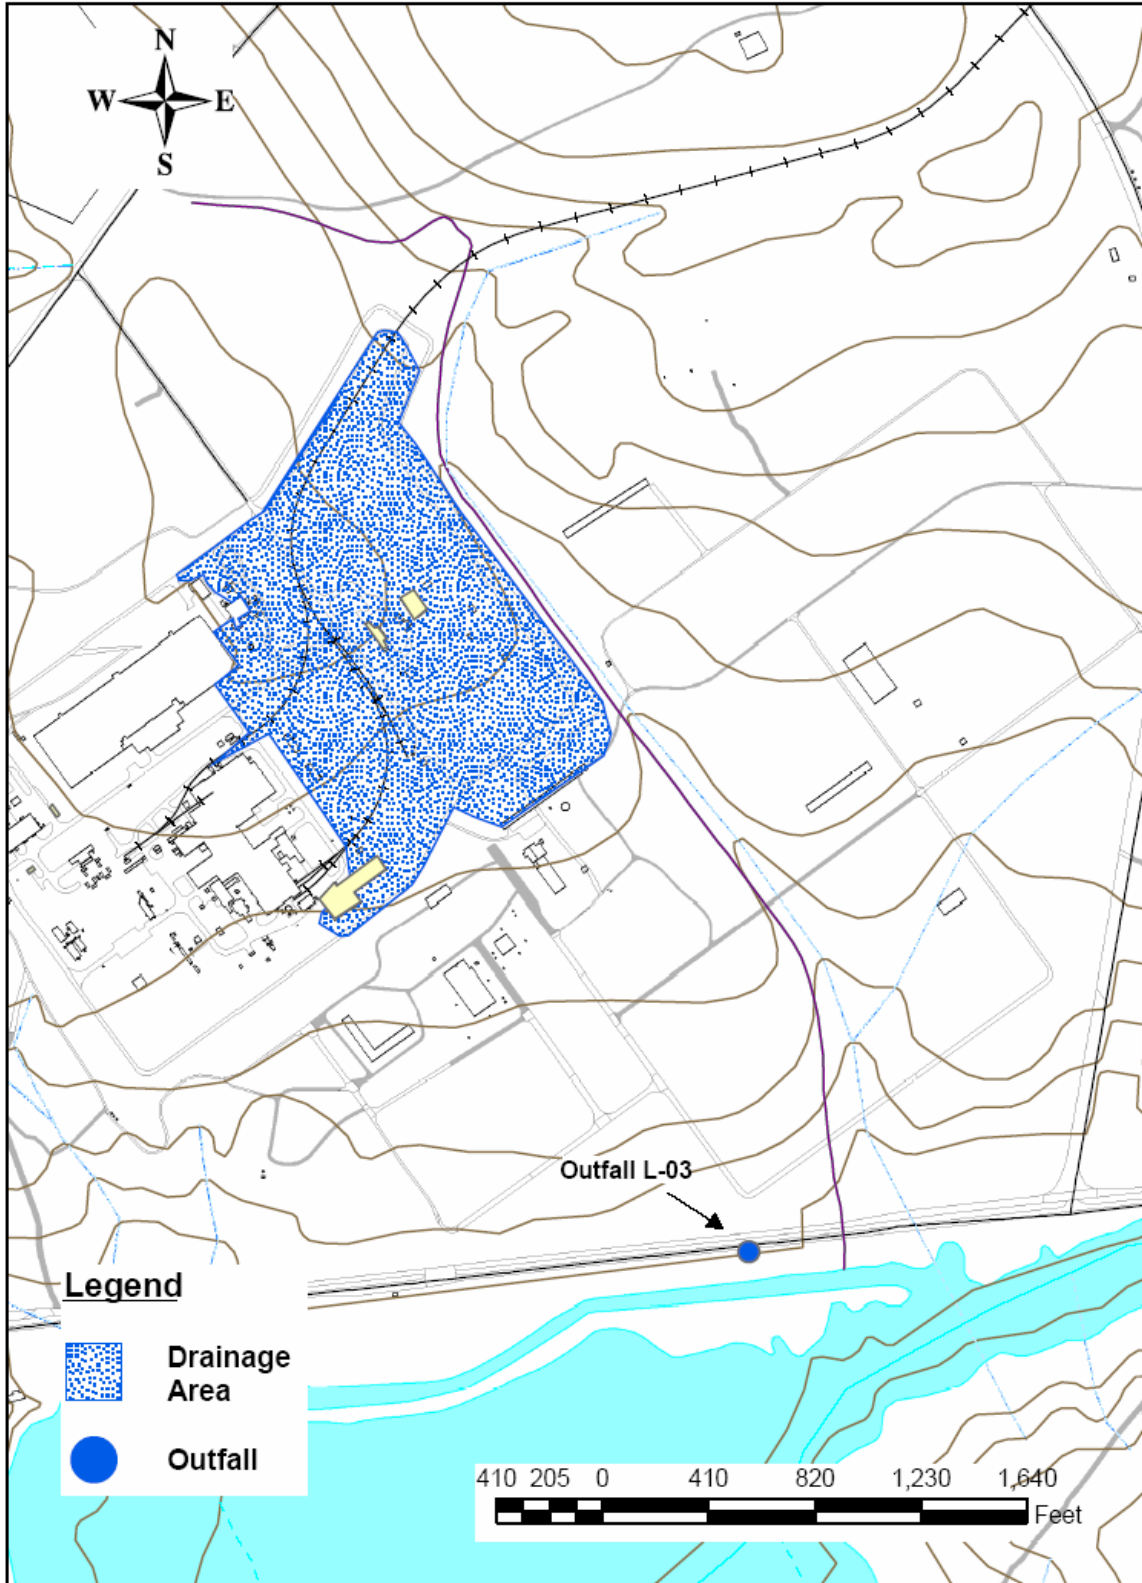 N
W E
S
Outfall L-03
Legend
Drainage
Area
Outfall
410 205 0 410 820 1,230 1,640
Feet